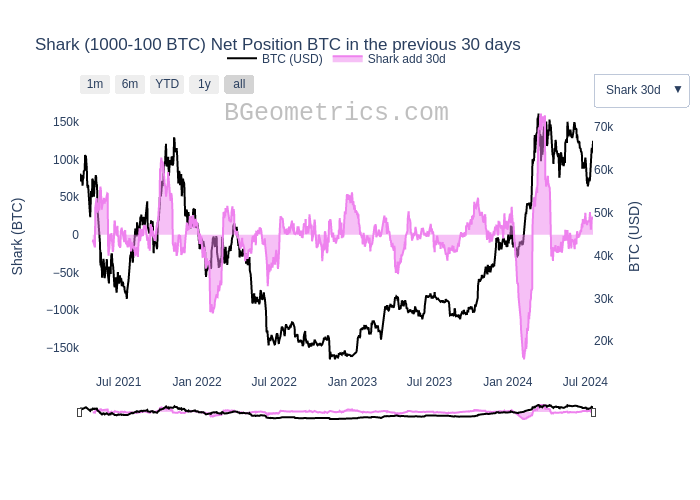 Shark (1000-100 BTC) Net Position BTC in the previous 30 days
BTC (USD) Shark add 30d
1m 6m YTD 1y all
Shark 30d ▼
BGeometrics.com
150k
100k
50k
0
−50k
−100k
−150k
Shark (BTC)
70k
60k
50k
40k
30k
20k
BTC (USD)
Jul 2021 Jan 2022 Jul 2022 Jan 2023 Jul 2023 Jan 2024 Jul 2024